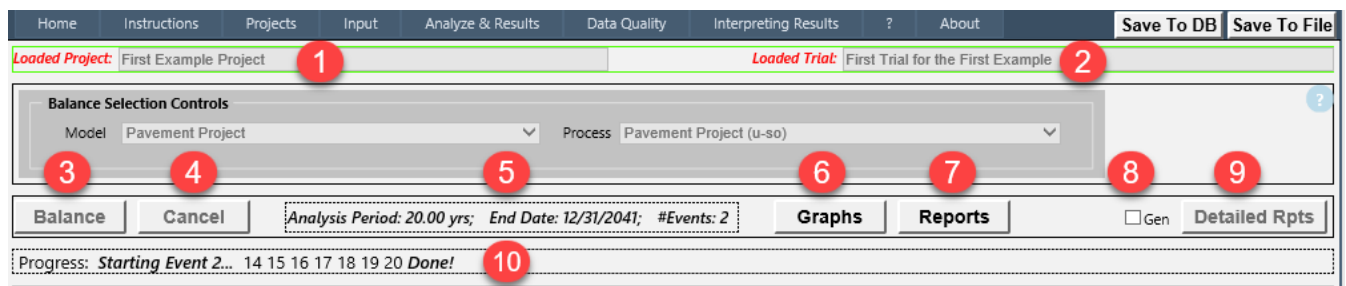 Home Instructions Projects Input Analyze & Results Data Quality Interpreting Results ? About Save To DB Save To File
Loaded Project: First Example Project 1 Loaded Trial: First Trial for the First Example 2
?
Balance Selection Controls
Model Pavement Project Process Pavement Project (u-so)
3 4 5 6 7 8 9
Balance Cancel Analysis Period: 20.00 yrs; End Date: 12/31/2041; #Events: 2 Graphs Reports Gen Detailed Rpts
Progress: Starting Event 2... 14 15 16 17 18 19 20 Done! 10